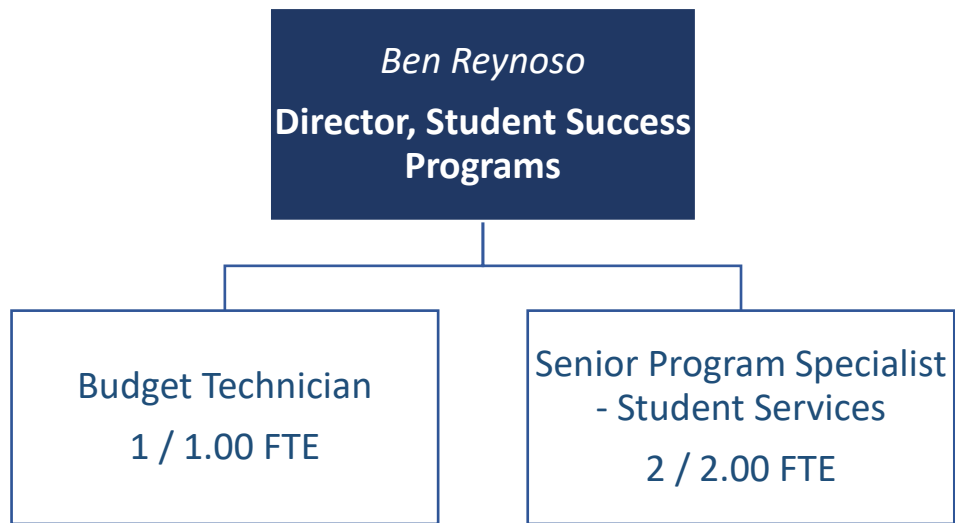 Ben Reynoso
Director, Student Success
Programs
Budget Technician
1 / 1.00 FTE
Senior Program Specialist
- Student Services
2 / 2.00 FTE